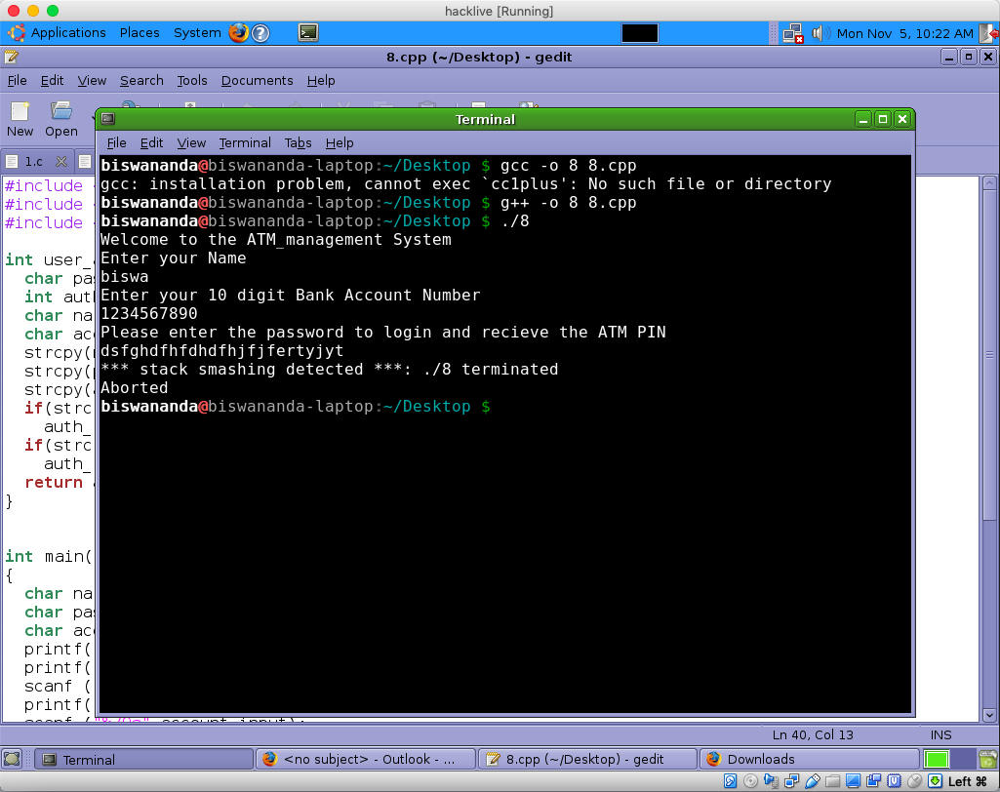 hacklive [Running]
Applications Places System Mon Nov 5, 10:22 AM
8.cpp (~/Desktop) - gedit
File Edit View Search Tools Documents Help
New Open
Terminal
File Edit View Terminal Tabs Help
1.c
biswananda@biswananda-laptop:~/Desktop $ gcc -o 8 8.cpp
gcc: installation problem, cannot exec `cc1plus': No such file or directory
biswananda@biswananda-laptop:~/Desktop $ g++ -o 8 8.cpp
biswananda@biswananda-laptop:~/Desktop $ ./8
Welcome to the ATM_management System
Enter your Name
biswa
Enter your 10 digit Bank Account Number
1234567890
Please enter the password to login and recieve the ATM PIN
dsfghdfhfdhdfhjfjfertyjyt
*** stack smashing detected ***: ./8 terminated
Aborted
biswananda@biswananda-laptop:~/Desktop $
#include
#include
#include
int user_
char pas
int auth
char na
char acc
strcpy(
strcpy(
strcpy(
if(strc
auth_
if(strc
auth_
return
}
int main(
{
char na
char pas
char acc
printf(
printf(
scanf (
printf(
Ln 40, Col 13 INS
Terminal <no subject> - Outlook - ... 8.cpp (~/Desktop) - gedit Downloads
Left ⌘